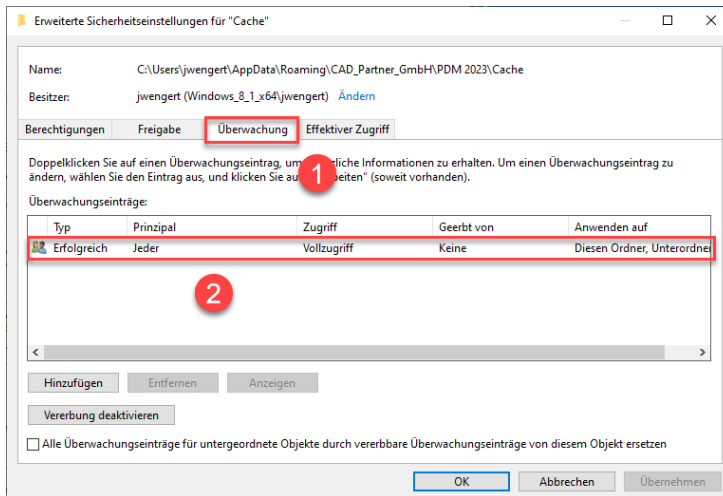 Erweiterte Sicherheitseinstellungen für "Cache"
Name: C:\Users\jwengert\AppData\Roaming\CAD_Partner_GmbH\PDM 2023\Cache
Besitzer: jwengert (Windows_8_1_x64\jwengert) Ändern
Berechtigungen Freigabe Überwachung Effektiver Zugriff
Doppelklicken Sie auf einen Überwachungseintrag, um liche Informationen zu erhalten. Um einen Überwachungseintrag zu
ändern, wählen Sie den Eintrag aus, und klicken Sie au beiten" (soweit vorhanden).
1
Überwachungseinträge:
Typ Prinzipal Zugriff Geerbt von Anwenden auf
Erfolgreich Jeder Vollzugriff Keine Diesen Ordner, Unterordner
2
Hinzufügen Entfernen Anzeigen
Vererbung deaktivieren
Alle Überwachungseinträge für untergeordnete Objekte durch vererbbare Überwachungseinträge von diesem Objekt ersetzen
OK Abbrechen Übernehmen